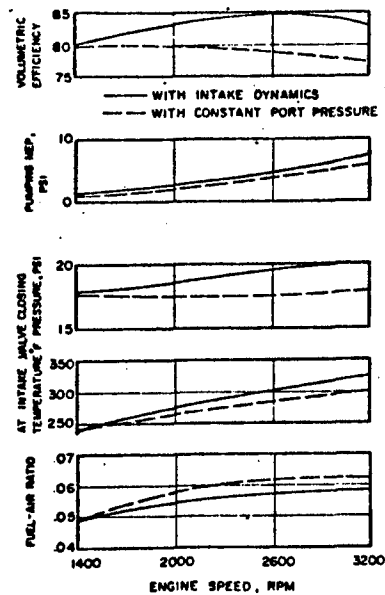 VOLUMETRIC
EFFICIENCY
85
80
75
WITH INTAKE DYNAMICS
WITH CONSTANT PORT PRESSURE
PUMPING MEP,
PSI
10
0
AT INTAKE VALVE CLOSING
TEMPERATURE °F PRESSURE, PSI
20
15
350
300
250
FUEL-AIR RATIO
.07
.06
.05
.04
1400 2000 2600 3200
ENGINE SPEED, RPM